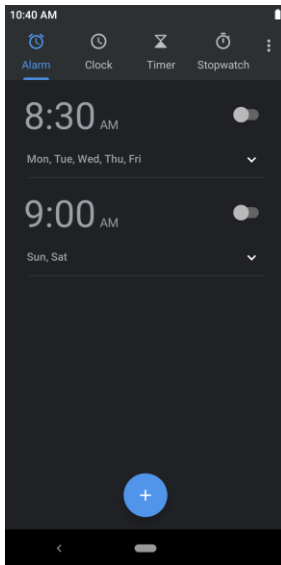 10:40 AM
Alarm Clock Timer Stopwatch
8:30 AM
Mon, Tue, Wed, Thu, Fri
9:00 AM
Sun, Sat